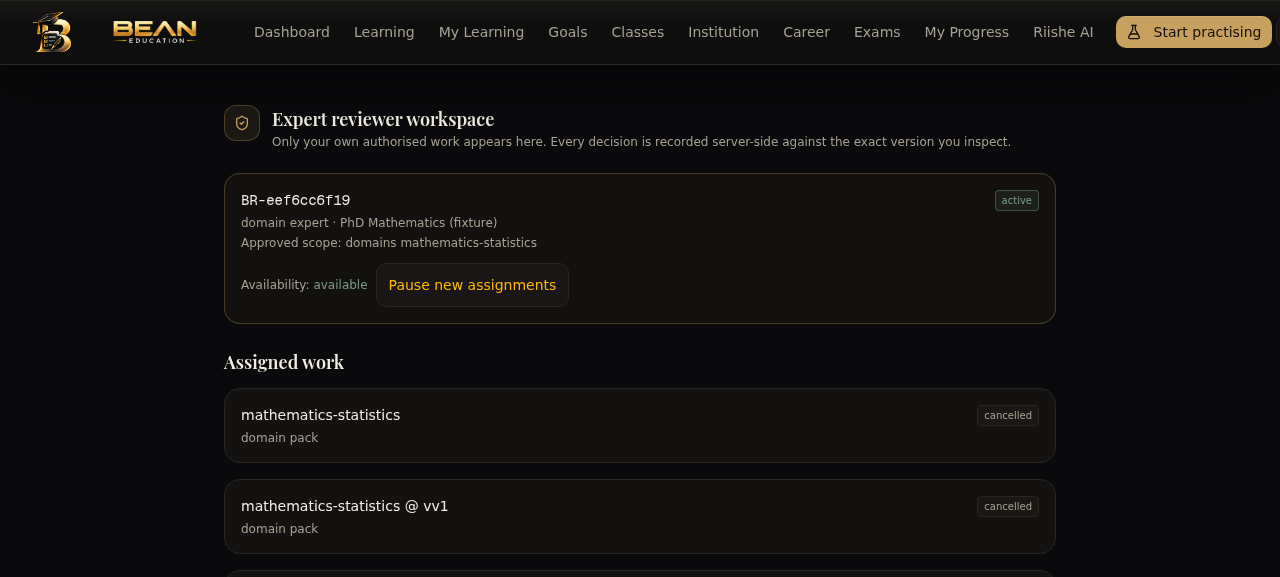 B
BEAN
EDUCATION
Dashboard
Learning
My Learning
Goals
Classes
Institution
Career
Exams
My Progress
Riishe AI
Start practising
Expert reviewer workspace
Only your own authorised work appears here. Every decision is recorded server-side against the exact version you inspect.
BR-eef6cc6f19
active
domain expert · PhD Mathematics (fixture)
Approved scope: domains mathematics-statistics
Availability: available
Pause new assignments
Assigned work
mathematics-statistics
cancelled
domain pack
mathematics-statistics @ vv1
cancelled
domain pack